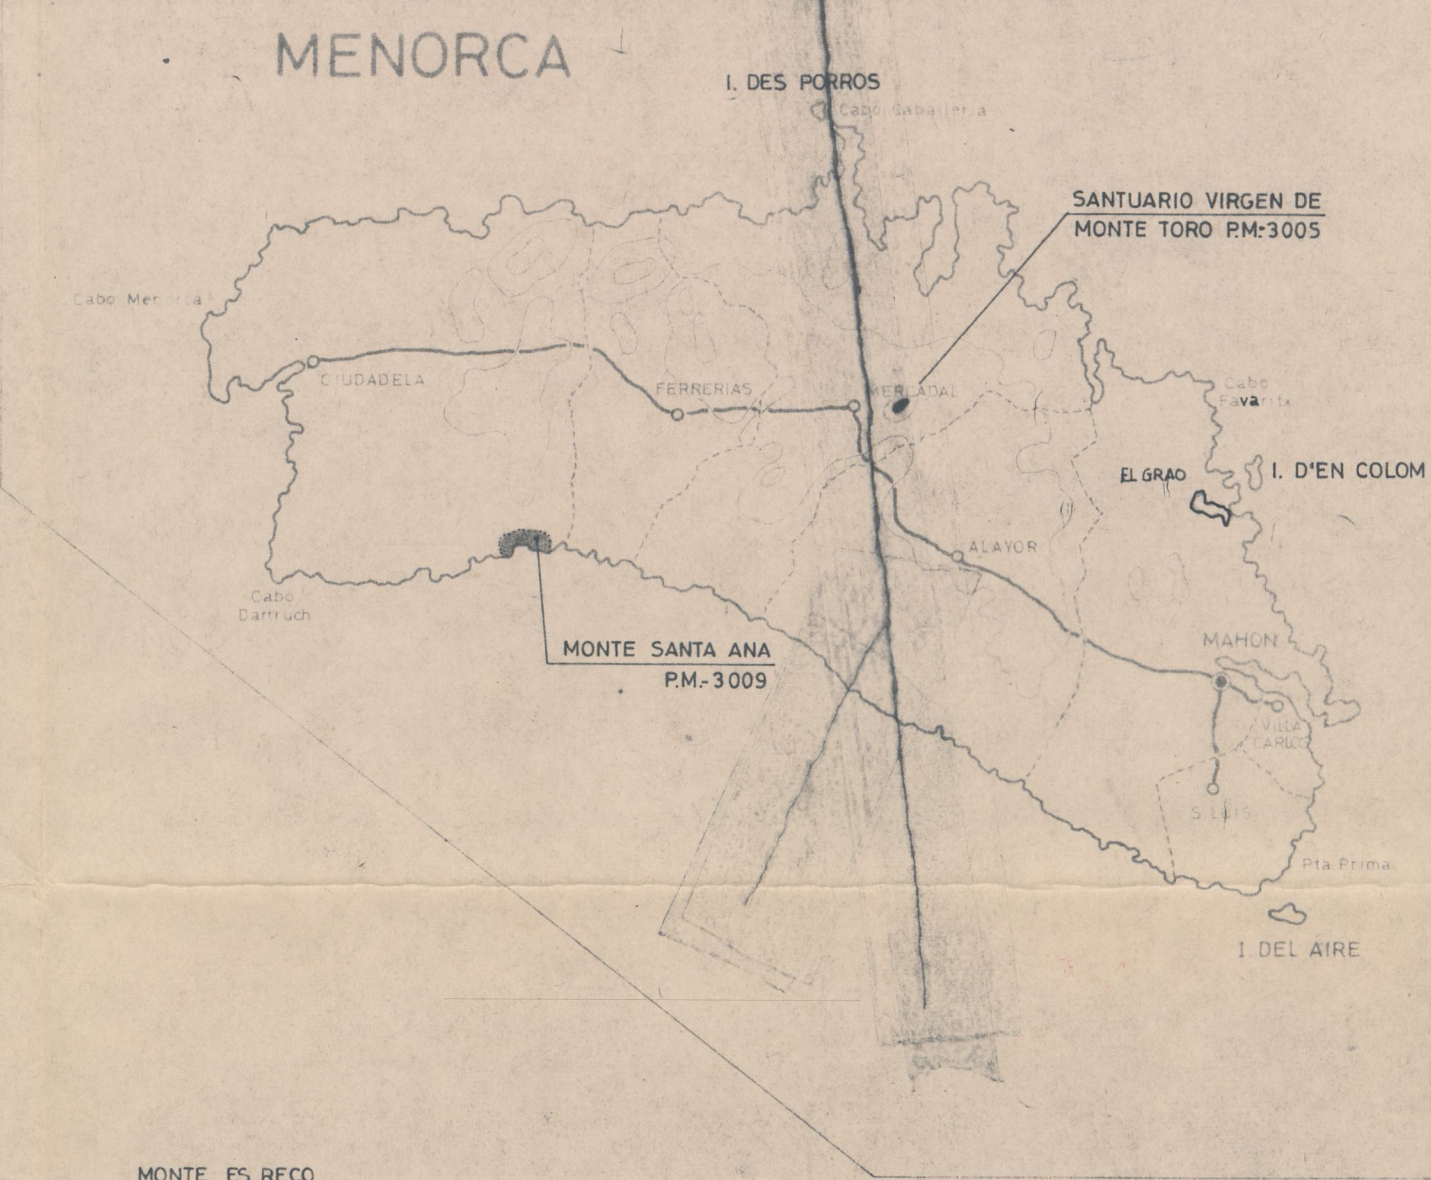 MENORCA
I. DES PORROS
Cabo Caballeria
SANTUARIO VIRGEN DE
MONTE TORO P.M.-3005
Cabo Menorca
CIUDADELA
FERRERIAS
MERCADAL
Cabo
Favaritx
EL GRAO
I. D'EN COLOM
ALAYOR
Cabo
Dartruch
MONTE SANTA ANA
P.M.-3009
MAHON
VILLA
CARLOS
S. LUIS
Pta Prima
I. DEL AIRE
MONTE ES RECO